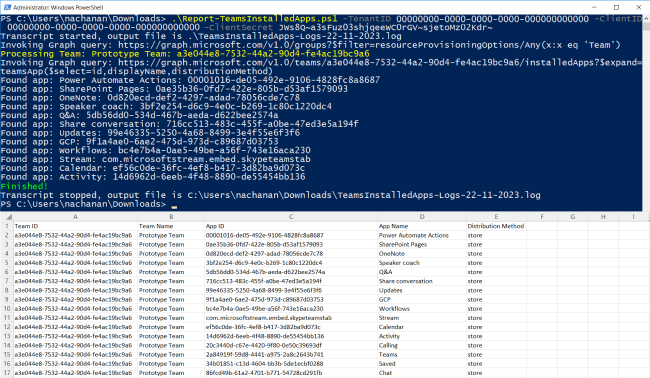 Administrator: Windows PowerShell
PS C:\Users\nachanan\Downloads> .\Report-TeamsInstalledApps.ps1 -TenantID 00000000-0000-0000-0000-000000000000 -ClientID
00000000-0000-0000-0000-000000000000 -ClientSecret JWs8Q~a3sFuz03shjqeeWCOrGV~sjetoMzOZKdr~
Transcript started, output file is .\TeamsInstalledApps-Logs-22-11-2023.log
Invoking Graph query: https://graph.microsoft.com/v1.0/groups?$filter=resourceProvisioningOptions/Any(x:x eq 'Team')
Processing Team: Prototype Team: a3e044e8-7532-44a2-90d4-fe4ac19bc9a6
Invoking Graph query: https://graph.microsoft.com/v1.0/teams/a3e044e8-7532-44a2-90d4-fe4ac19bc9a6/installedApps?$expand=
teamsApp($select=id,displayName,distributionMethod)
Found app: Power Automate Actions: 00001016-de05-492e-9106-4828fc8a8687
Found app: SharePoint Pages: 0ae35b36-0fd7-422e-805b-d53af1579093
Found app: OneNote: 0d820ecd-def2-4297-adad-78056cde7c78
Found app: Speaker coach: 3bf2e254-d6c9-4e0c-b269-1c80c1220dc4
Found app: Q&A: 5db56dd0-534d-467b-aeda-d622bee2574a
Found app: Share conversation: 716cc513-483c-455f-a0be-47ed3e5a194f
Found app: Updates: 99e46335-5250-4a68-8499-3e4f55e6f3f6
Found app: GCP: 9f1a4ae0-6ae2-475d-973d-c89687d03753
Found app: Workflows: bc4e7b4a-0ae5-49be-a56f-743e16aca230
Found app: Stream: com.microsoftstream.embed.skypeteamstab
Found app: Calendar: ef56c0de-36fc-4ef8-b417-3d82ba9d073c
Found app: Activity: 14d6962d-6eeb-4f48-8890-de55454bb136
Finished!
Transcript stopped, output file is C:\Users\nachanan\Downloads\TeamsInstalledApps-Logs-22-11-2023.log
PS C:\Users\nachanan\Downloads>
A B C D E F G H I
1 Team ID Team Name App ID App Name Distribution Method
2 a3e044e8-7532-44a2-90d4-fe4ac19bc9a6 Prototype Team 00001016-de05-492e-9106-4828fc8a8687 Power Automate Actions store
3 a3e044e8-7532-44a2-90d4-fe4ac19bc9a6 Prototype Team 0ae35b36-0fd7-422e-805b-d53af1579093 SharePoint Pages store
4 a3e044e8-7532-44a2-90d4-fe4ac19bc9a6 Prototype Team 0d820ecd-def2-4297-adad-78056cde7c78 OneNote store
5 a3e044e8-7532-44a2-90d4-fe4ac19bc9a6 Prototype Team 3bf2e254-d6c9-4e0c-b269-1c80c1220dc4 Speaker coach store
6 a3e044e8-7532-44a2-90d4-fe4ac19bc9a6 Prototype Team 5db56dd0-534d-467b-aeda-d622bee2574a Q&A store
7 a3e044e8-7532-44a2-90d4-fe4ac19bc9a6 Prototype Team 716cc513-483c-455f-a0be-47ed3e5a194f Share conversation store
8 a3e044e8-7532-44a2-90d4-fe4ac19bc9a6 Prototype Team 99e46335-5250-4a68-8499-3e4f55e6f3f6 Updates store
9 a3e044e8-7532-44a2-90d4-fe4ac19bc9a6 Prototype Team 9f1a4ae0-6ae2-475d-973d-c89687d03753 GCP store
10 a3e044e8-7532-44a2-90d4-fe4ac19bc9a6 Prototype Team bc4e7b4a-0ae5-49be-a56f-743e16aca230 Workflows store
11 a3e044e8-7532-44a2-90d4-fe4ac19bc9a6 Prototype Team com.microsoftstream.embed.skypeteamstab Stream store
12 a3e044e8-7532-44a2-90d4-fe4ac19bc9a6 Prototype Team ef56c0de-36fc-4ef8-b417-3d82ba9d073c Calendar store
13 a3e044e8-7532-44a2-90d4-fe4ac19bc9a6 Prototype Team 14d6962d-6eeb-4f48-8890-de55454bb136 Activity store
14 a3e044e8-7532-44a2-90d4-fe4ac19bc9a6 Prototype Team 20c3440d-c67e-4420-9f80-0e50c39693df Calling store
15 a3e044e8-7532-44a2-90d4-fe4ac19bc9a6 Prototype Team 2a84919f-59d8-4441-a975-2a8c2643b741 Teams store
16 a3e044e8-7532-44a2-90d4-fe4ac19bc9a6 Prototype Team 34b01851-c13d-4604-bb3b-5de1ecbf0288 Saved store
17 a3e044e8-7532-44a2-90d4-fe4ac19bc9a6 Prototype Team 86fcd49b-61a2-4701-b771-54728cd291fb Chat store